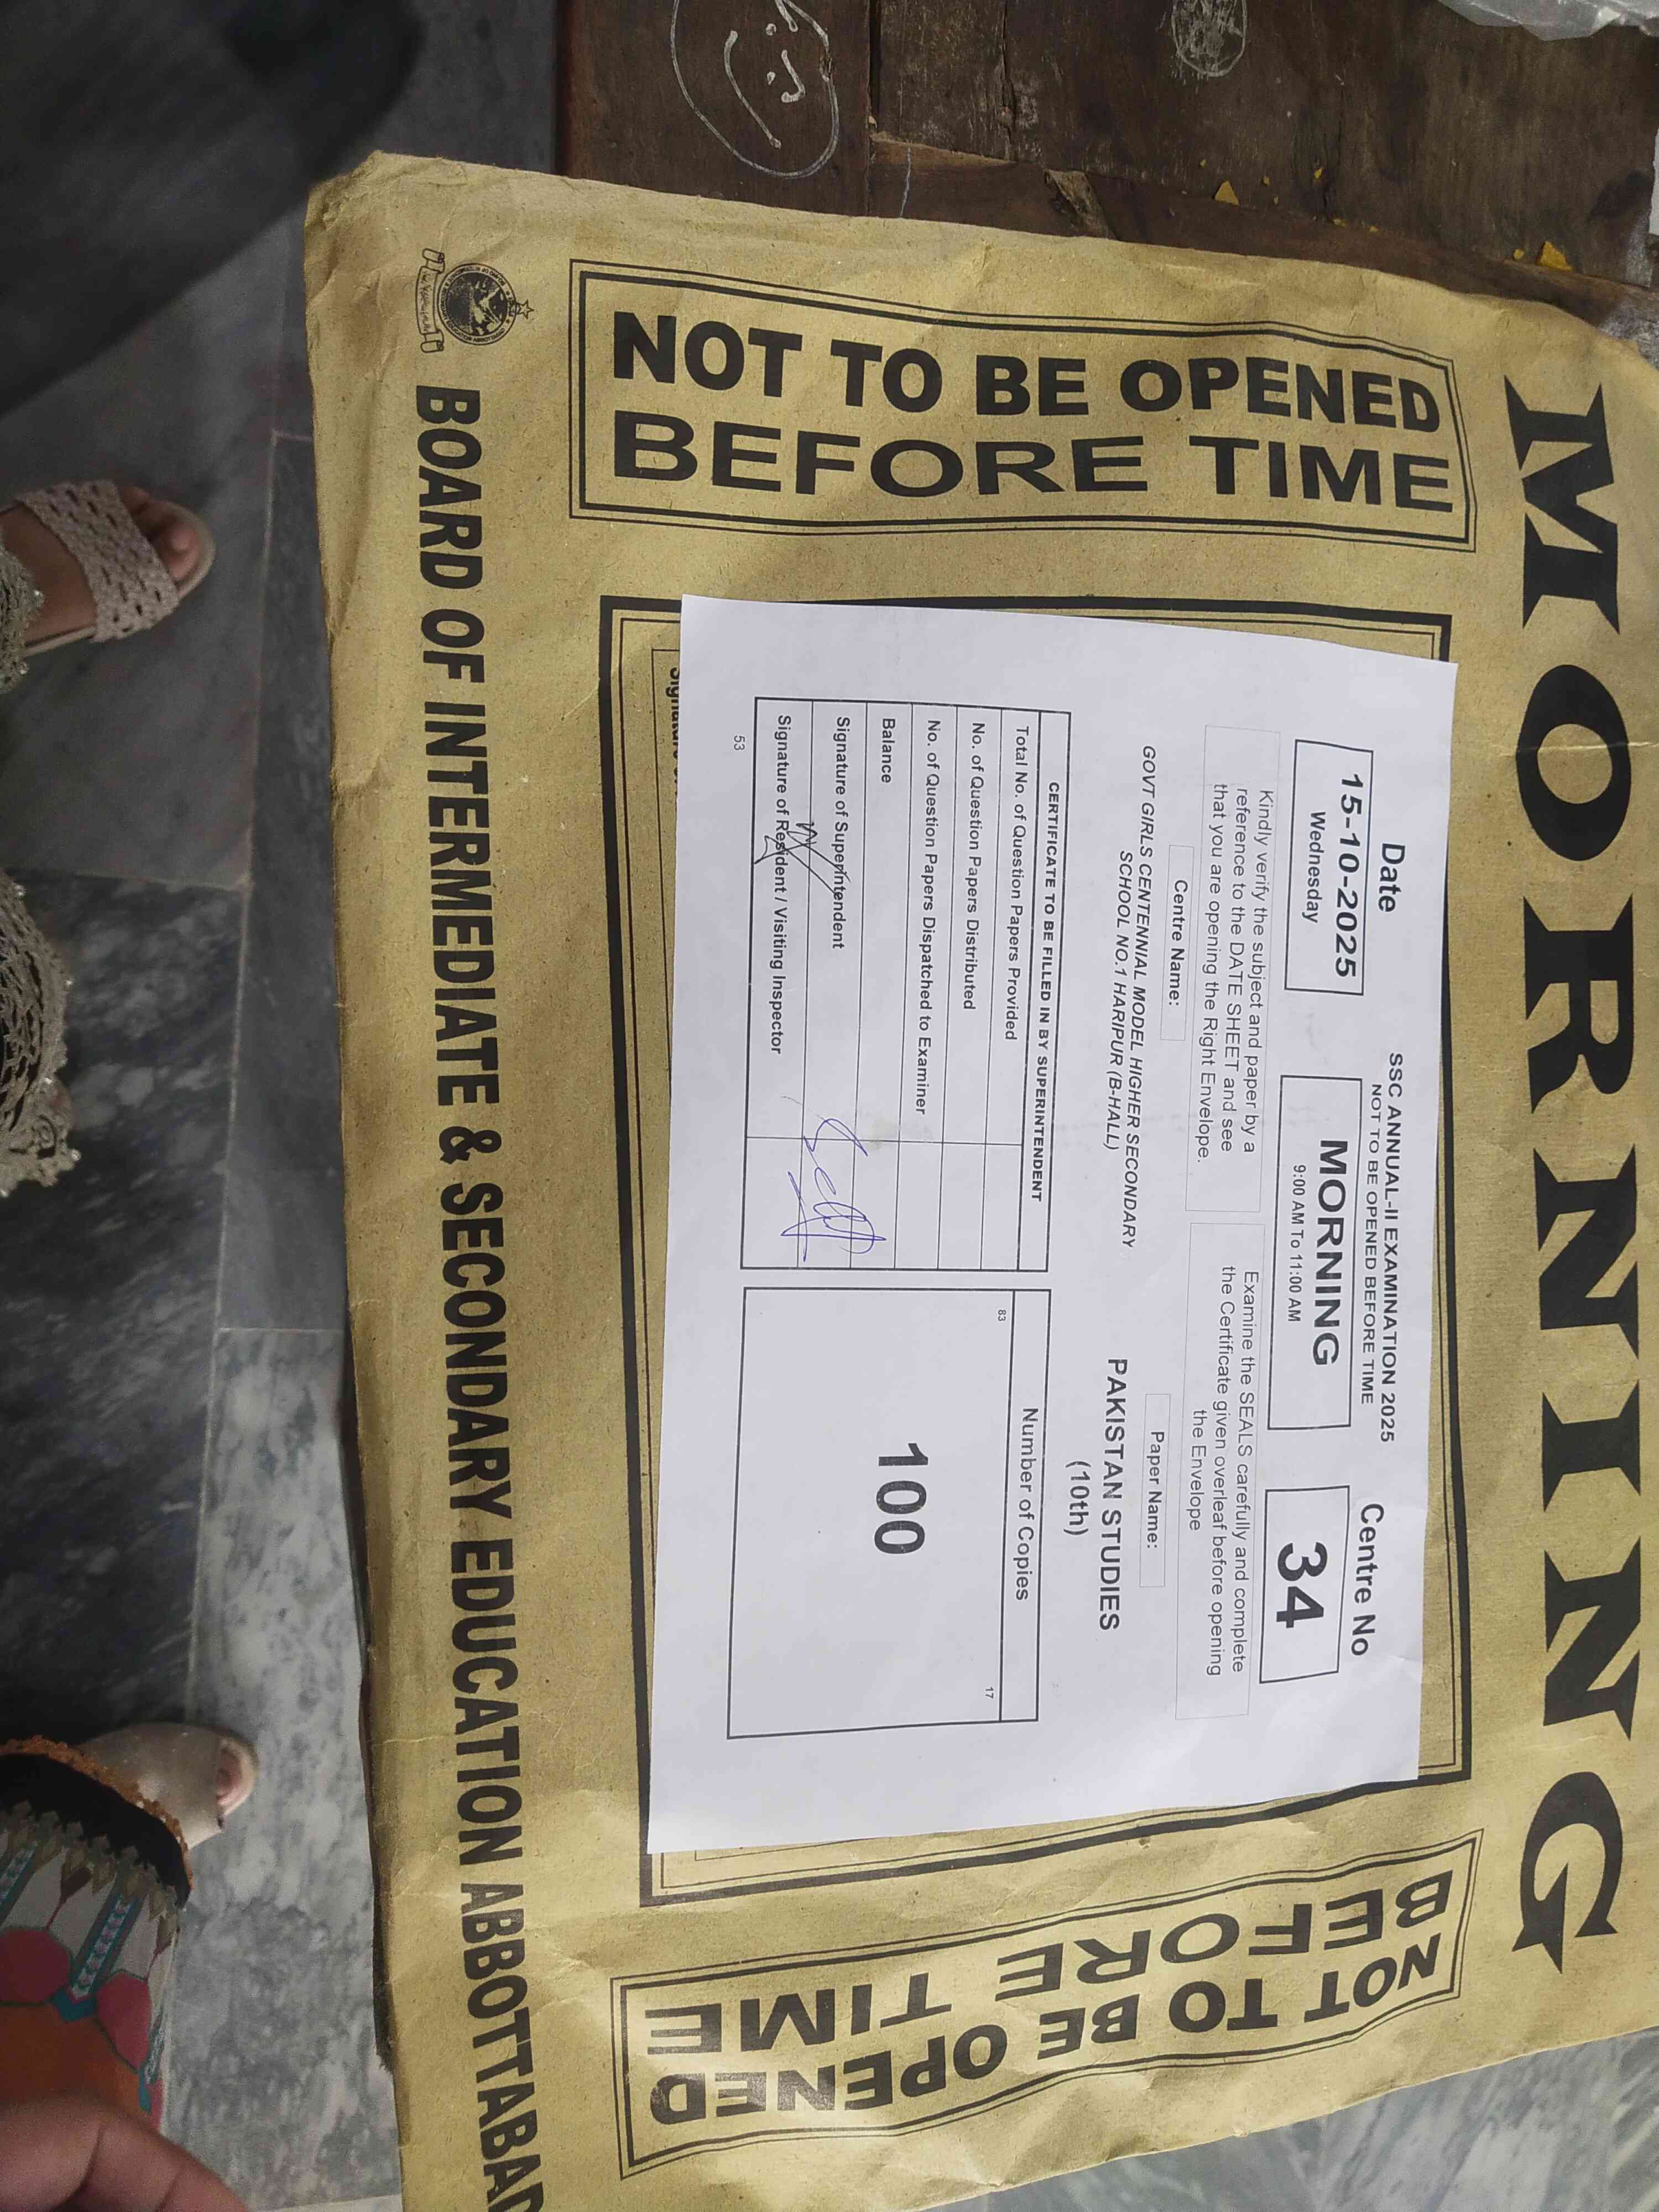 MORNING
NOT TO BE OPENED
BEFORE TIME
Date
15-10-2025
Wednesday
SSC ANNUAL-II EXAMINATION 2025
NOT TO BE OPENED BEFORE TIME
MORNING
9:00 AM To 11:00 AM
Centre No
34
Kindly verify the subject and paper by a
reference to the DATE SHEET and see
that you are opening the Right Envelope.
Examine the SEALS carefully and complete
the Certificate given overleaf before opening
the Envelope
Centre Name:
GOVT GIRLS CENTENNIAL MODEL HIGHER SECONDARY
SCHOOL NO.1 HARIPUR (B-HALL)
Paper Name:
PAKISTAN STUDIES
(10th)
CERTIFICATE TO BE FILLED IN BY SUPERINTENDENT
Total No. of Question Papers Provided
No. of Question Papers Distributed
No. of Question Papers Dispatched to Examiner
Balance
Signature of Superintendent
Signature of Resident / Visiting Inspector
53
Number of Copies
83
17
100
NOT TO BE OPENED
BEFORE TIME
BOARD OF INTERMEDIATE & SECONDARY EDUCATION ABBOTTABAD